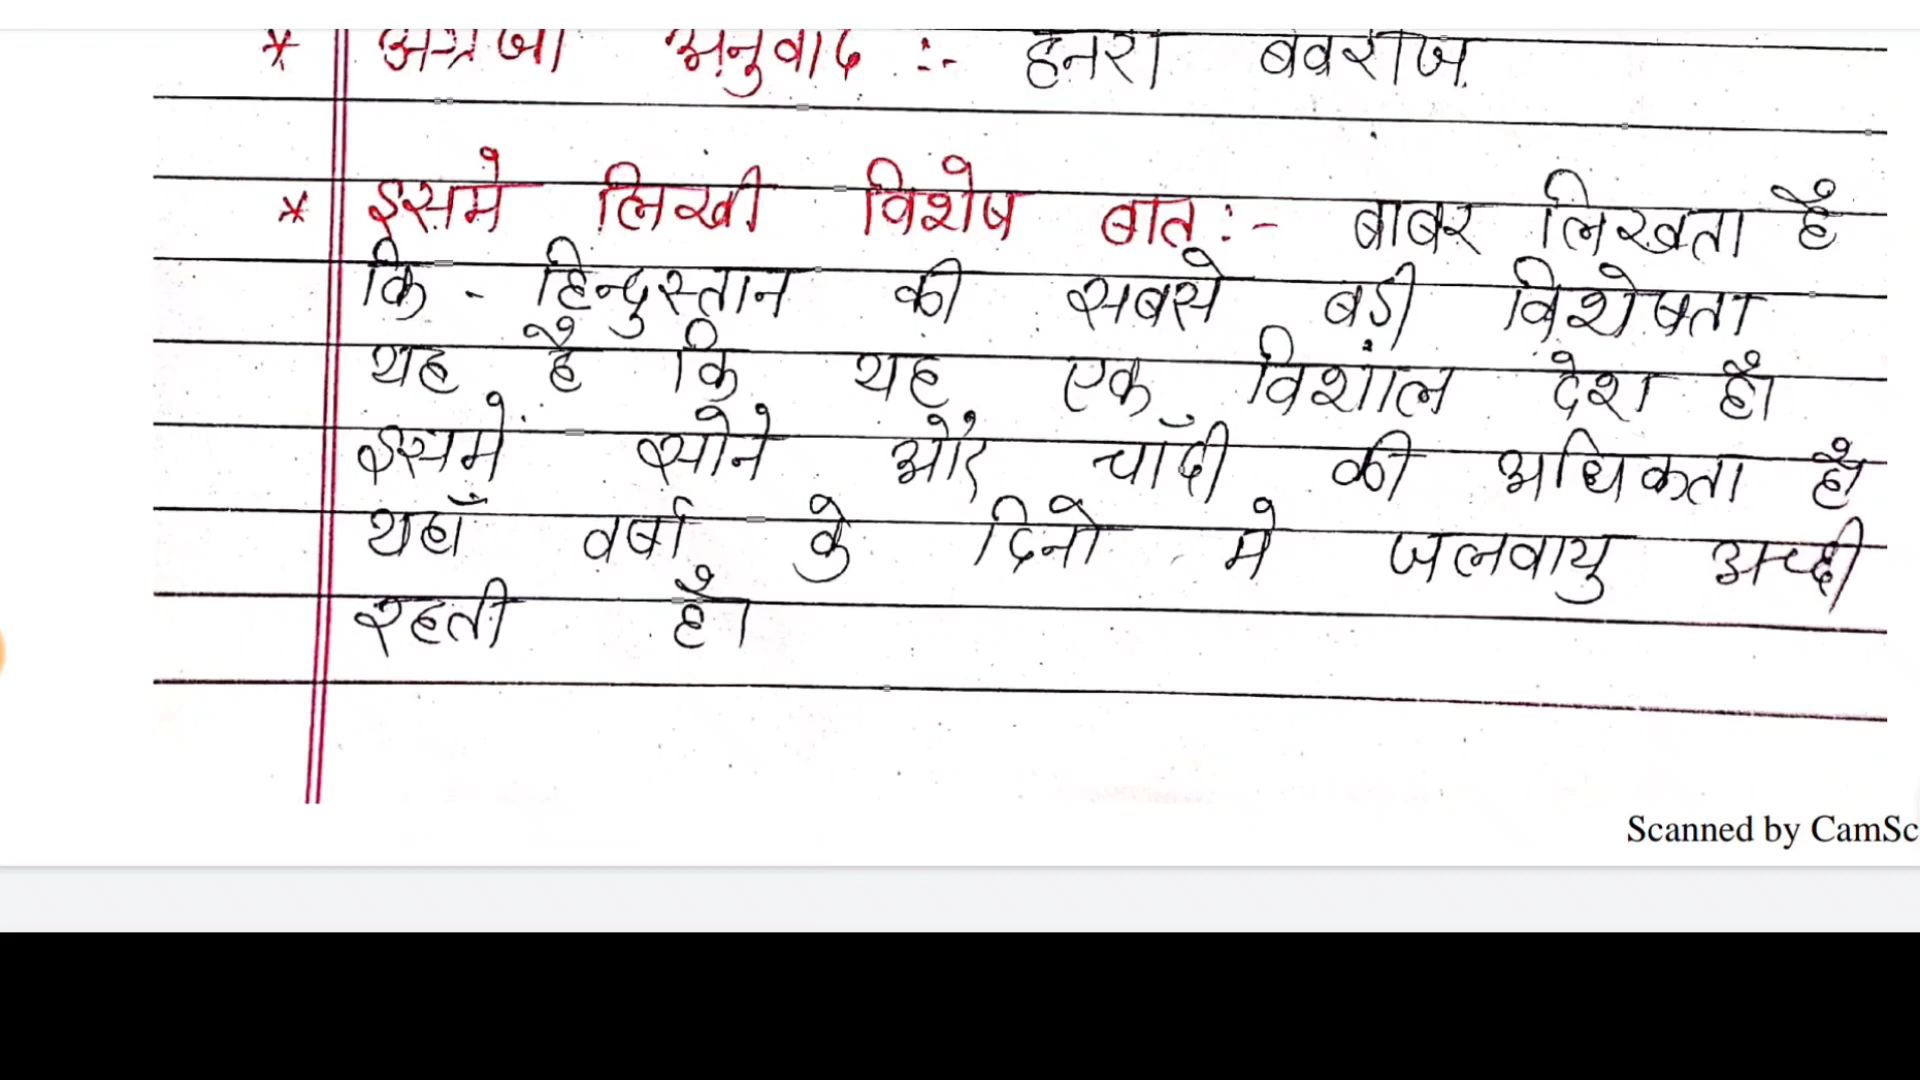 * अंग्रेजी अनुवाद :- हेनरी बेवरीज
* इसमे लिखी विशेष बात :- बाबर लिखता है
कि - हिन्दुस्तान की सबसे बडी विशेषता
यह है कि यह एक विशाल देश है।
इसमें सोने और चाँदी की अधिकता है
यहाँ वर्षा के दिनो मे जलवायु अच्छी
रहती है।
Scanned by CamSc